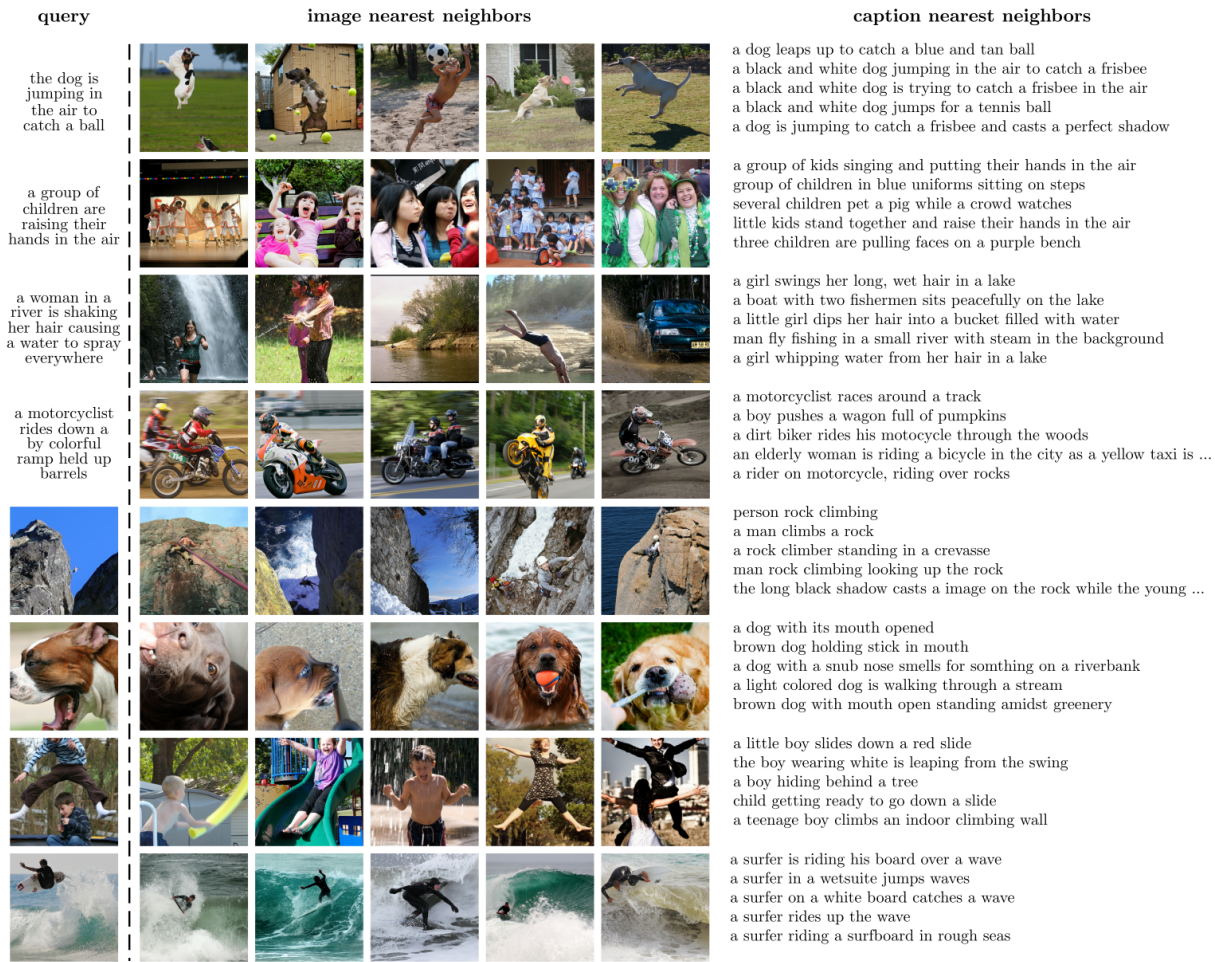 query
image nearest neighbors
caption nearest neighbors
the dog is
jumping in
the air to
catch a ball
a dog leaps up to catch a blue and tan ball
a black and white dog jumping in the air to catch a frisbee
a black and white dog is trying to catch a frisbee in the air
a black and white dog jumps for a tennis ball
a dog is jumping to catch a frisbee and casts a perfect shadow
a group of
children are
raising their
hands in the air
a group of kids singing and putting their hands in the air
group of children in blue uniforms sitting on steps
several children pet a pig while a crowd watches
little kids stand together and raise their hands in the air
three children are pulling faces on a purple bench
a woman in a
river is shaking
her hair causing
a water to spray
everywhere
a girl swings her long, wet hair in a lake
a boat with two fishermen sits peacefully on the lake
a little girl dips her hair into a bucket filled with water
man fly fishing in a small river with steam in the background
a girl whipping water from her hair in a lake
a motorcyclist
rides down a
by colorful
ramp held up
barrels
a motorcyclist races around a track
a boy pushes a wagon full of pumpkins
a dirt biker rides his motocycle through the woods
an elderly woman is riding a bicycle in the city as a yellow taxi is ...
a rider on motorcycle, riding over rocks
person rock climbing
a man climbs a rock
a rock climber standing in a crevasse
man rock climbing looking up the rock
the long black shadow casts a image on the rock while the young ...
a dog with its mouth opened
brown dog holding stick in mouth
a dog with a snub nose smells for somthing on a riverbank
a light colored dog is walking through a stream
brown dog with mouth open standing amidst greenery
a little boy slides down a red slide
the boy wearing white is leaping from the swing
a boy hiding behind a tree
child getting ready to go down a slide
a teenage boy climbs an indoor climbing wall
a surfer is riding his board over a wave
a surfer in a wetsuite jumps waves
a surfer on a white board catches a wave
a surfer rides up the wave
a surfer riding a surfboard in rough seas